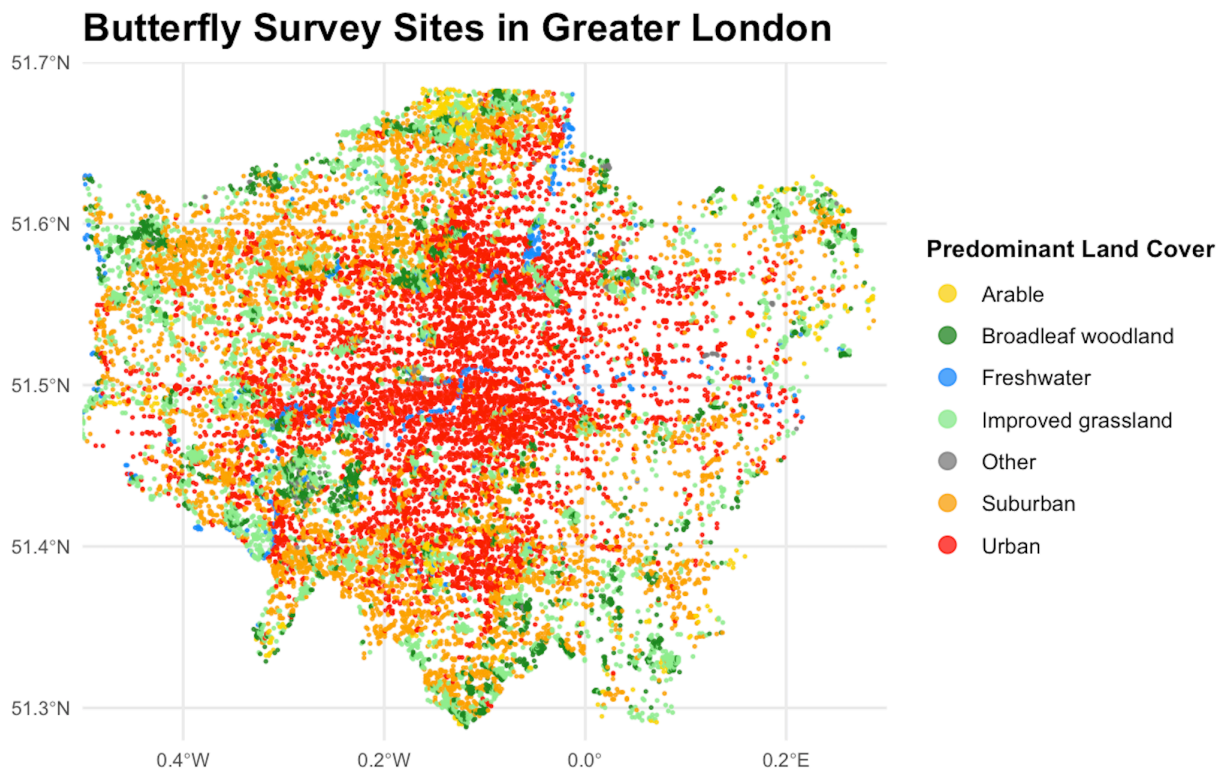 Butterfly Survey Sites in Greater London
51.7°N
51.6°N
51.5°N
51.4°N
51.3°N
0.4°W
0.2°W
0.0°
0.2°E
Predominant Land Cover
Arable
Broadleaf woodland
Freshwater
Improved grassland
Other
Suburban
Urban